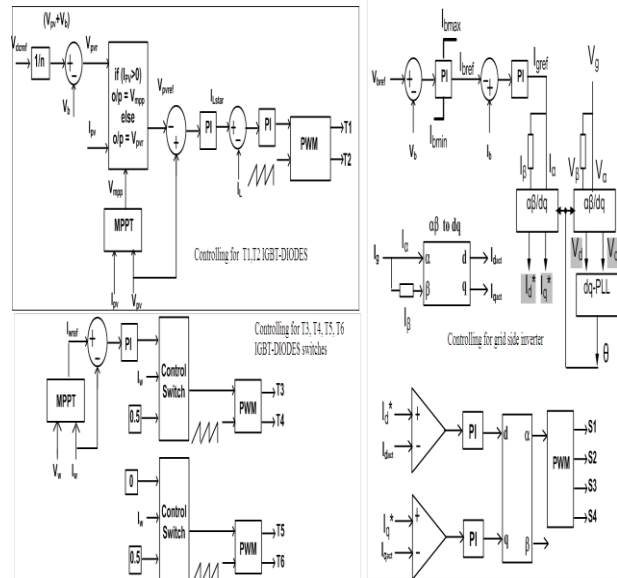 (Vpv+Vb)
Vdcref
1/n
Vpvr
Vb
Ipv
if (IPV>0)
o/p = Vmpp
else
o/p = Vpvr
Vmpp
MPPT
Ipv
Vpv
Vpvref
PI
ILstar
IL
PI
PWM
T1
T2
Controlling for T1,T2 IGBT-DIODES
Iwref
MPPT
Vw
Iw
PI
Iw
0.5
Control
Switch
PWM
T3
T4
Controlling for T3, T4, T5, T6
IGBT-DIODES switches
0
Iw
0.5
Control
Switch
PWM
T5
T6
Ibmax
Vbref
Vb
PI
Ibmin
Ibref
Ib
PI
Igref
Vg
Iβ
Iα
Vβ
Vα
αβ/dq
αβ/dq
Id*
Iq*
Vd
dq-PLL
θ
αβ to dq
Ig
Iα
α
β
Iβ
d
q
Idact
Iqact
Controlling for grid side inverter
Id*
+
Idact
-
PI
Iq*
+
Iqact
-
PI
d
q
α
β
PWM
S1
S2
S3
S4